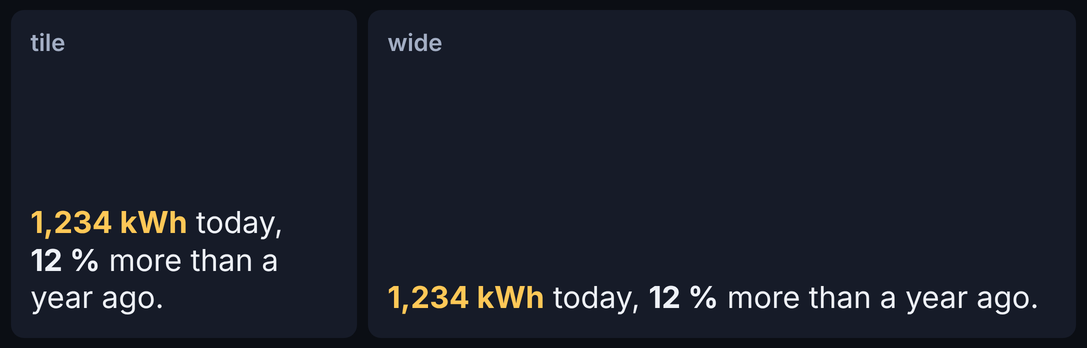 tile
1,234 kWh today,
12 % more than a
year ago.
wide
1,234 kWh today, 12 % more than a year ago.